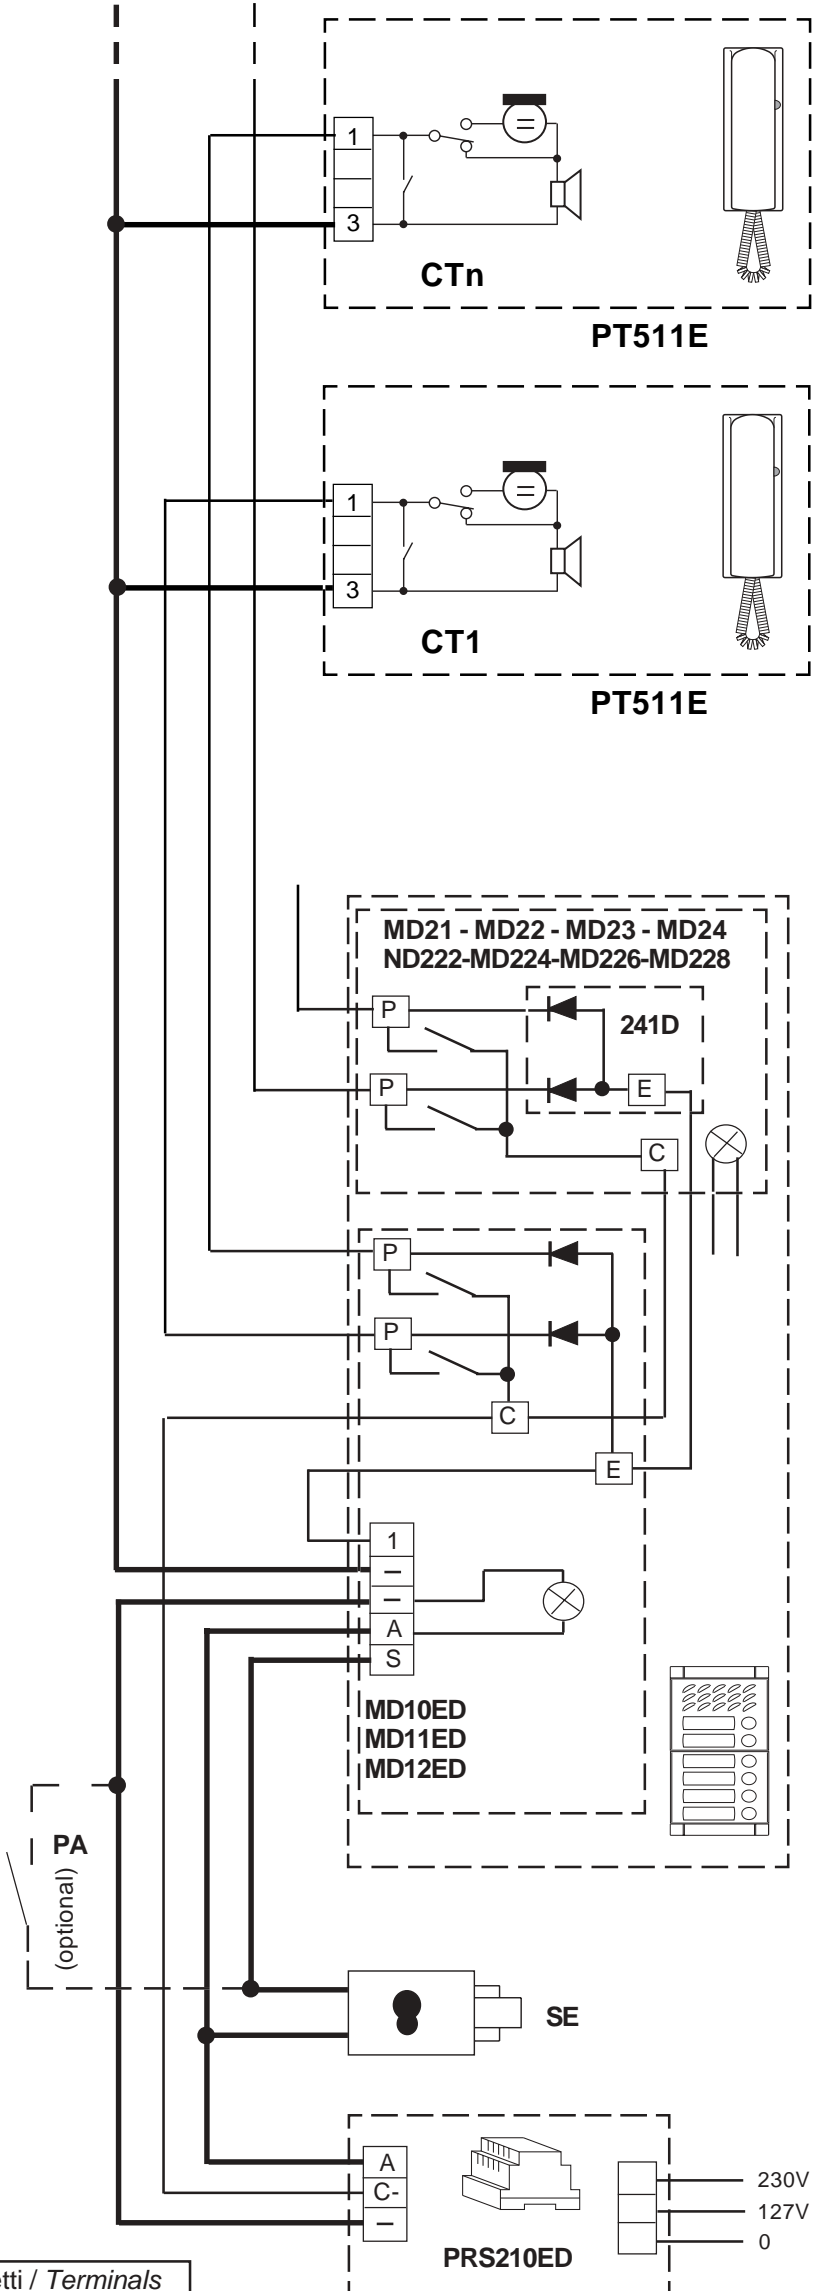 1
3
CTn
PT511E
1
3
CT1
PT511E
MD21 - MD22 - MD23 - MD24
ND222-MD224-MD226-MD228
P
241D
P
E
C
P
P
C
E
1
–
–
A
S
MD10ED
MD11ED
MD12ED
PA
(optional)
SE
A
C-
–
230V
127V
0
PRS210ED
etti / Terminals